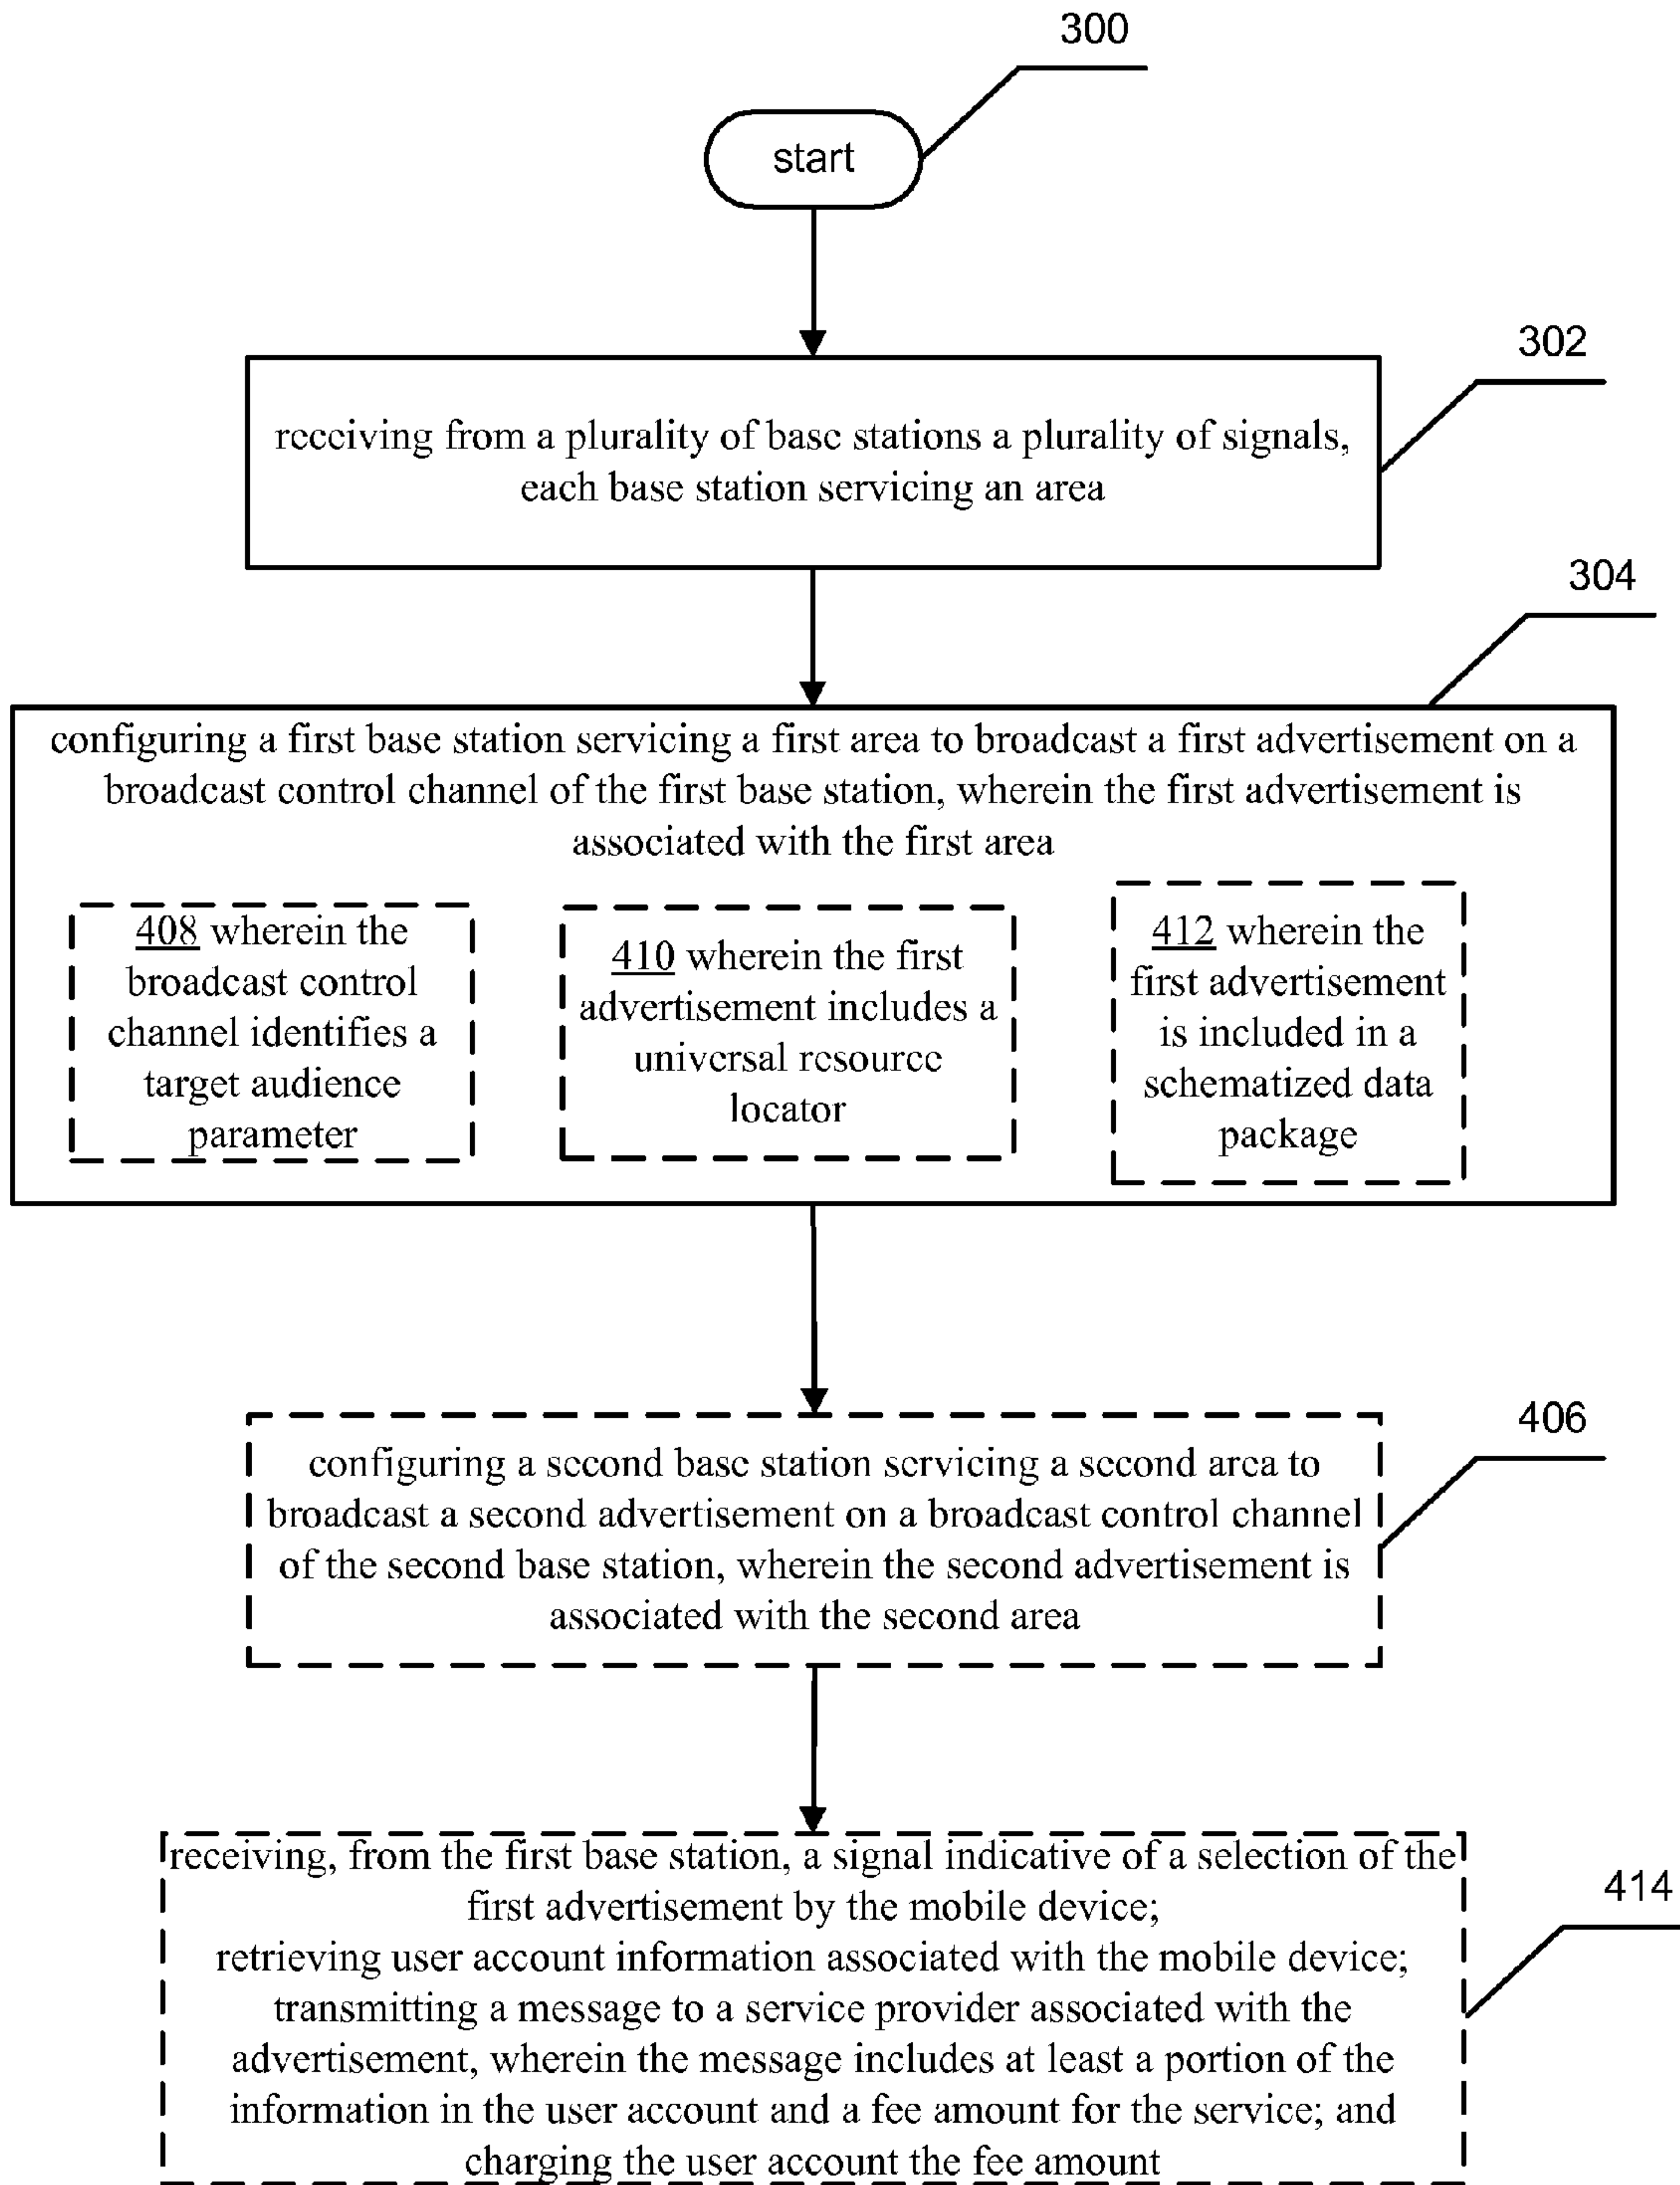 300
start
302
receiving from a plurality of base stations a plurality of signals,
each base station servicing an area
304
configuring a first base station servicing a first area to broadcast a first advertisement on a
broadcast control channel of the first base station, wherein the first advertisement is
associated with the first area
408 wherein the
broadcast control
channel identifies a
target audience
parameter
410 wherein the first
advertisement includes a
universal resource
locator
412 wherein the
first advertisement
is included in a
schematized data
package
406
configuring a second base station servicing a second area to
broadcast a second advertisement on a broadcast control channel
of the second base station, wherein the second advertisement is
associated with the second area
414
receiving, from the first base station, a signal indicative of a selection of the
first advertisement by the mobile device;
retrieving user account information associated with the mobile device;
transmitting a message to a service provider associated with the
advertisement, wherein the message includes at least a portion of the
information in the user account and a fee amount for the service; and
charging the user account the fee amount